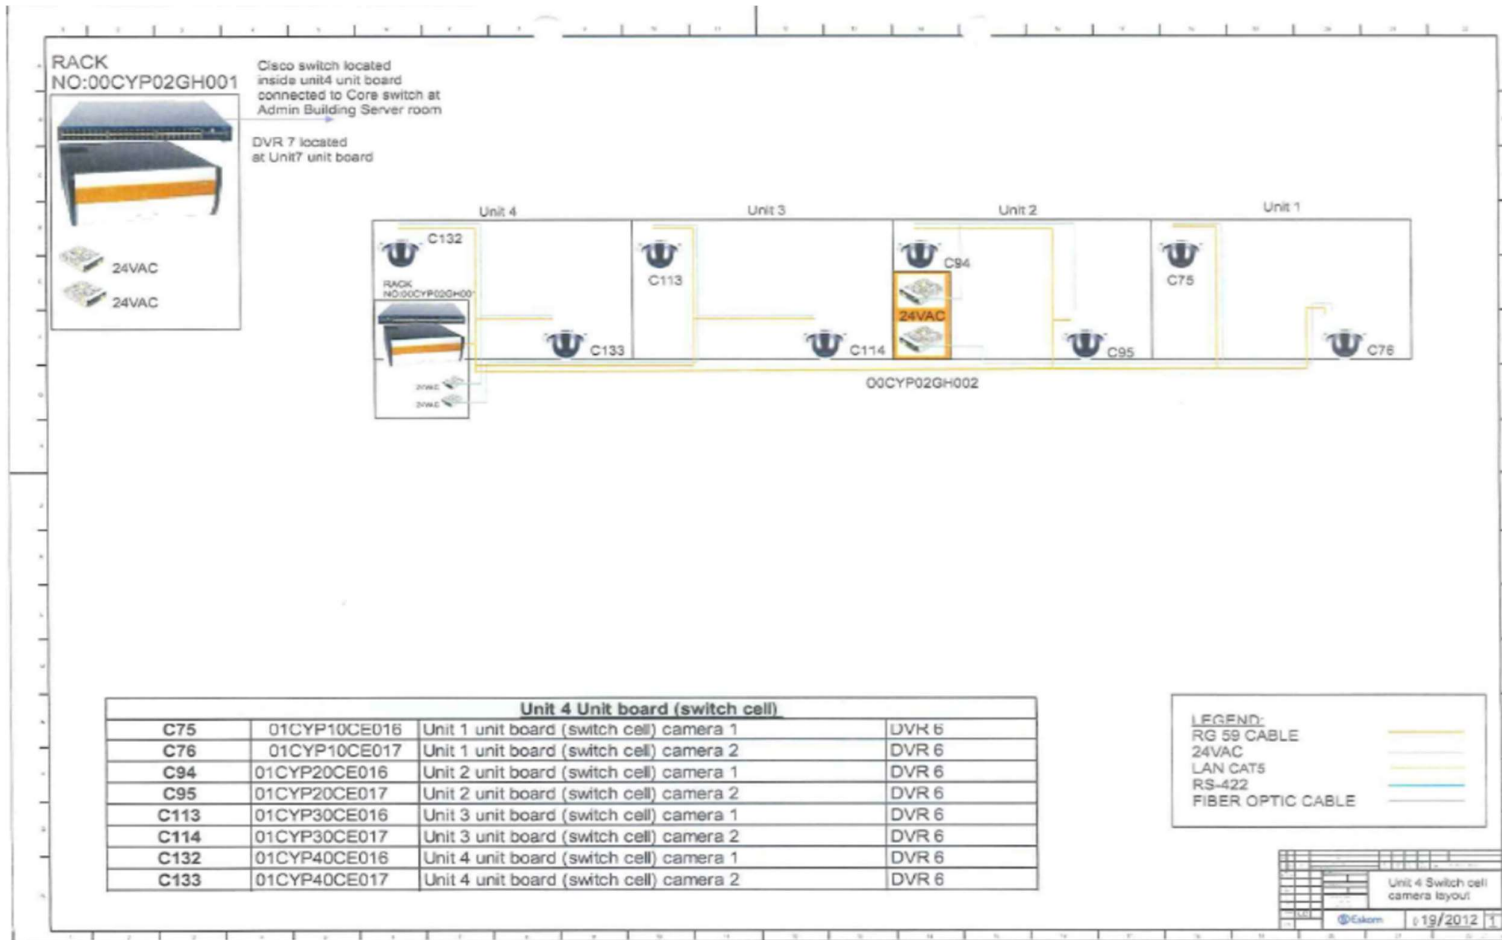 RACK
NO:00CYP02GH001
Cisco switch located
inside unit4 unit board
connected to Core switch at
Admin Building Server room
DVR 7 located
at Unit7 unit board
24VAC
24VAC
Unit 4
Unit 3
Unit 2
Unit 1
C132
C113
C94
C75
RACK
NO:00CYP02GH00
24VAC
C133
C114
C95
C76
24VAC
24VAC
OOCYP02GH002
Unit 4 Unit board (switch cell)
C75 01CYP10CE016 Unit 1 unit board (switch cell) camera 1 DVR 6
C76 01CYP10CE017 Unit 1 unit board (switch cell) camera 2 DVR 6
C94 01CYP20CE016 Unit 2 unit board (switch cell) camera 1 DVR 6
C95 01CYP20CE017 Unit 2 unit board (switch cell) camera 2 DVR 6
C113 01CYP30CE016 Unit 3 unit board (switch cell) camera 1 DVR 6
C114 01CYP30CE017 Unit 3 unit board (switch cell) camera 2 DVR 6
C132 01CYP40CE016 Unit 4 unit board (switch cell) camera 1 DVR 6
C133 01CYP40CE017 Unit 4 unit board (switch cell) camera 2 DVR 6
LEGEND:
RG 59 CABLE
24VAC
LAN CAT5
RS-422
FIBER OPTIC CABLE
Unit 4 Switch cell
camera layout
Eskom
19/2012
1